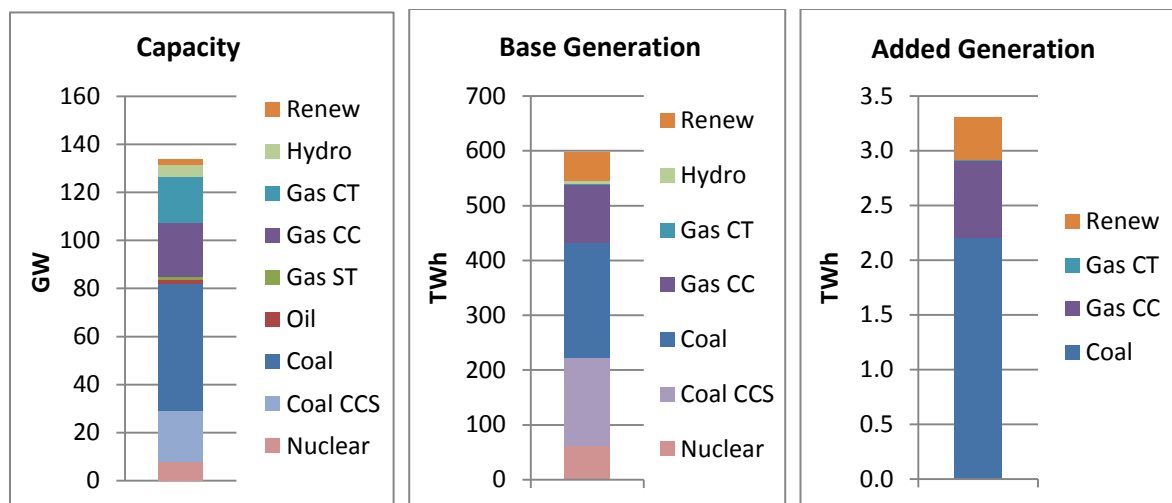 Capacity
160
140
120
100
80
60
40
20
0
GW
Renew
Hydro
Gas CT
Gas CC
Gas ST
Oil
Coal
Coal CCS
Nuclear
Base Generation
700
600
500
400
300
200
100
0
TWh
Renew
Hydro
Gas CT
Gas CC
Coal
Coal CCS
Nuclear
Added Generation
3.5
3.0
2.5
2.0
1.5
1.0
0.5
0.0
TWh
Renew
Gas CT
Gas CC
Coal